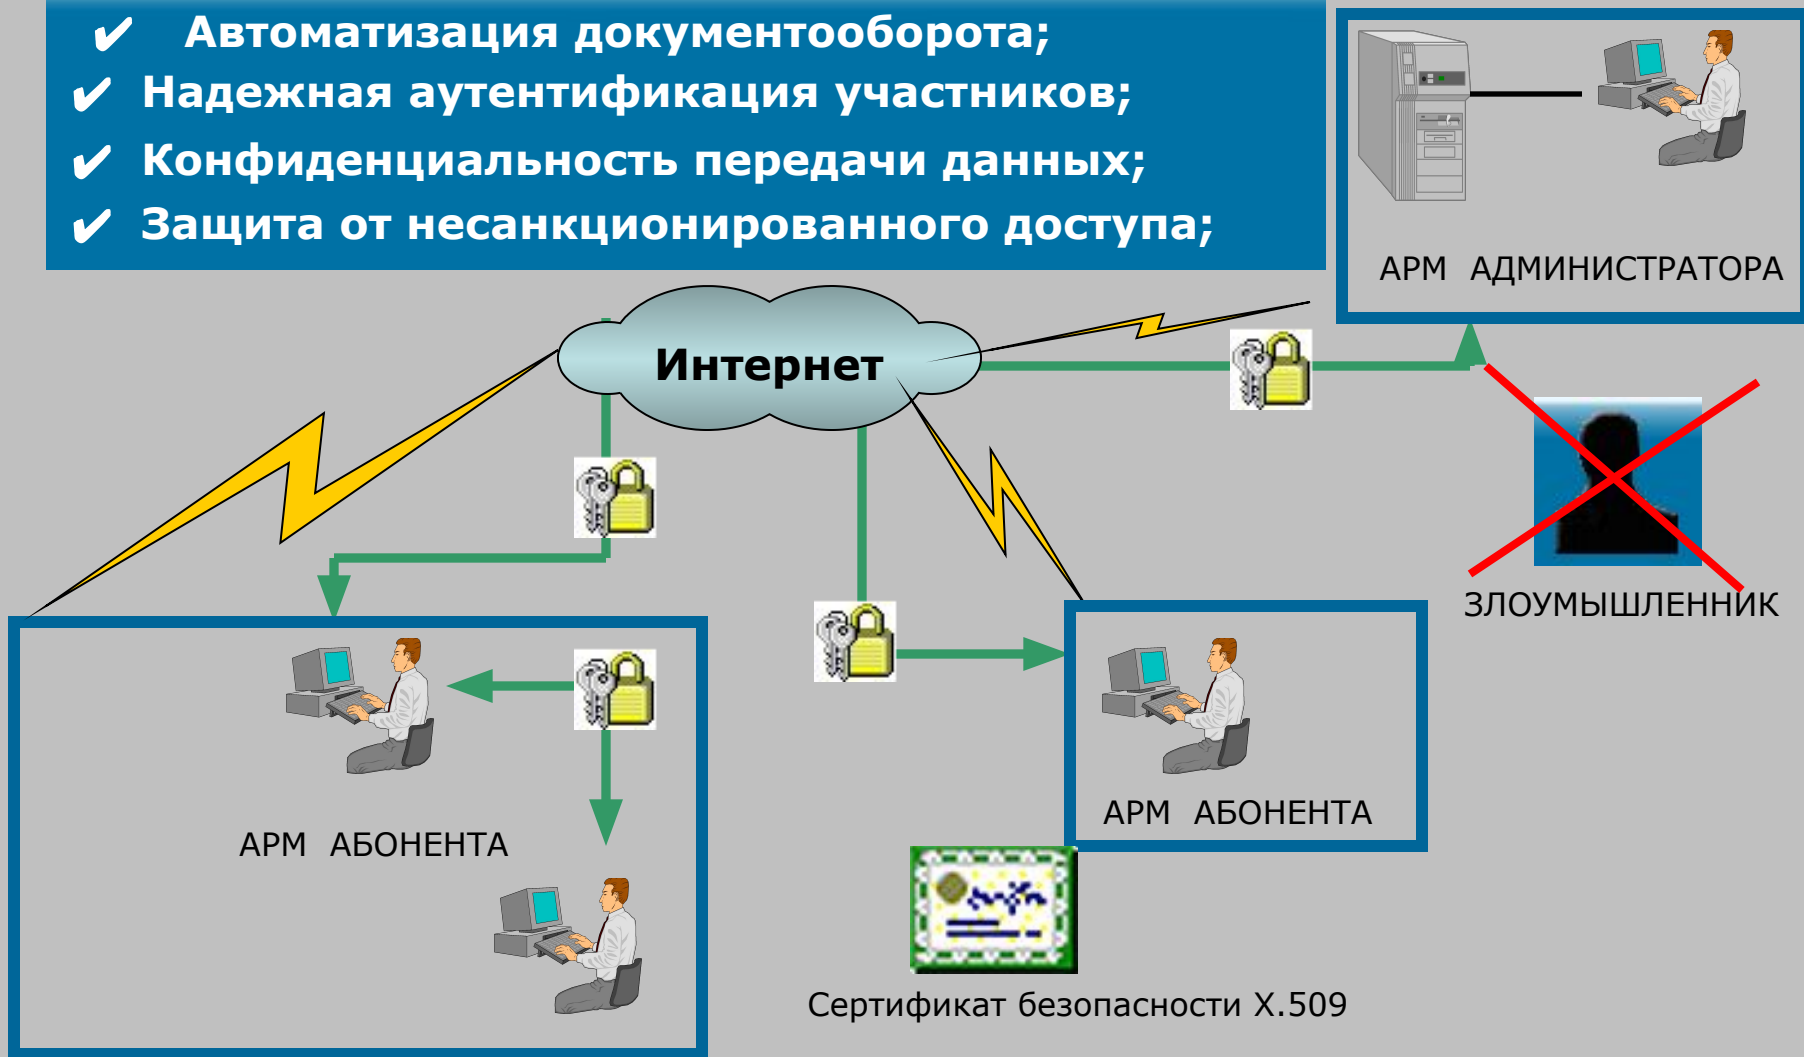 ✔ Автоматизация документооборота;
✔ Надежная аутентификация участников;
✔ Конфиденциальность передачи данных;
✔ Защита от несанкционированного доступа;
АРМ АДМИНИСТРАТОРА
Интернет
ЗЛОУМЫШЛЕННИК
АРМ АБОНЕНТА
АРМ АБОНЕНТА
Сертификат безопасности X.509